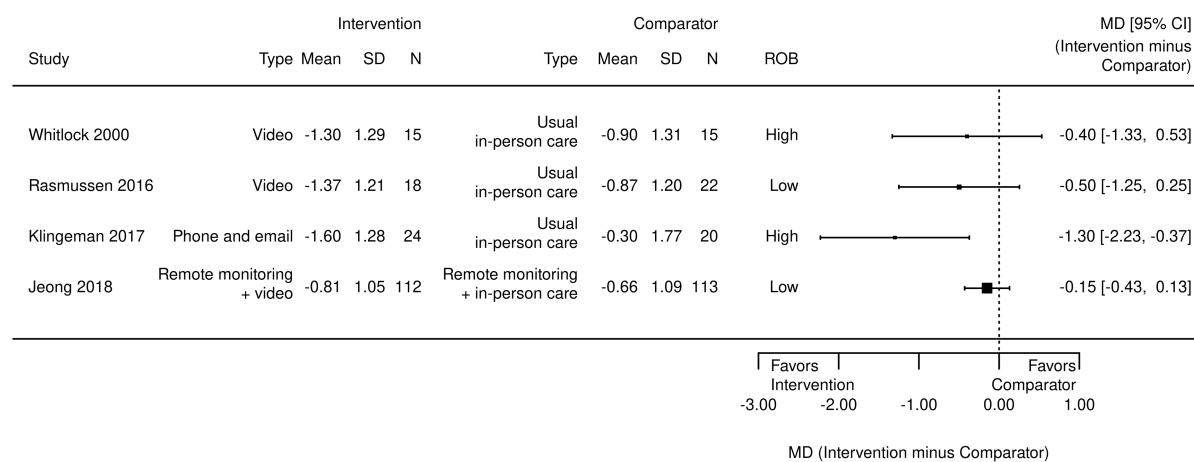 Intervention Comparator MD [95% CI]
Study Type Mean SD N Type Mean SD N ROB (Intervention minus
Comparator)
Usual
Whitlock 2000 Video -1.30 1.29 15 in-person care -0.90 1.31 15 High -0.40 [-1.33, 0.53]
Usual
Rasmussen 2016 Video -1.37 1.21 18 in-person care -0.87 1.20 22 Low -0.50 [-1.25, 0.25]
Usual
Klingeman 2017 Phone and email -1.60 1.28 24 in-person care -0.30 1.77 20 High -1.30 [-2.23, -0.37]
Remote monitoring Remote monitoring
Jeong 2018 + video -0.81 1.05 112 + in-person care -0.66 1.09 113 Low -0.15 [-0.43, 0.13]
Favors Favors
Intervention Comparator
-3.00 -2.00 -1.00 0.00 1.00
MD (Intervention minus Comparator)